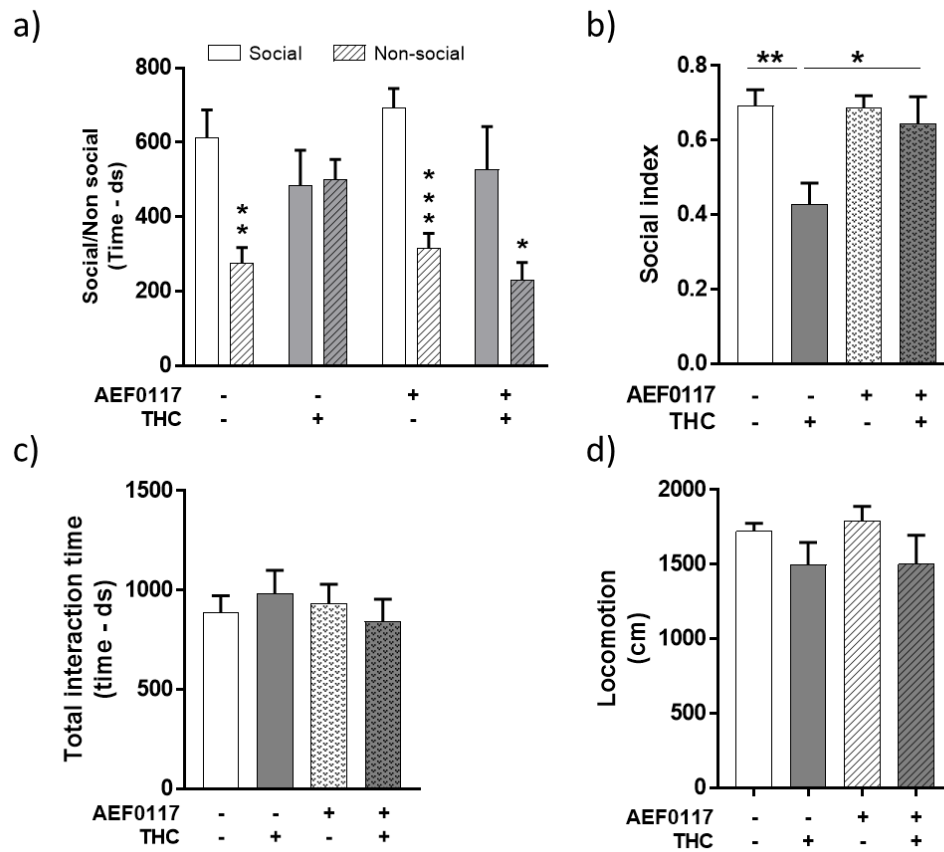 a)
Social Non-social
Social/Non social
(Time - ds)
800
600
400
200
0
**
***
*
AEF0117 - - + +
THC - + - +
b)
** *
Social index
0.8
0.6
0.4
0.2
0.0
AEF0117 - - + +
THC - + - +
c)
Total interaction time
(time - ds)
1500
1000
500
0
AEF0117 - - + +
THC - + - +
d)
Locomotion
(cm)
2000
1500
1000
500
0
AEF0117 - - + +
THC - + - +